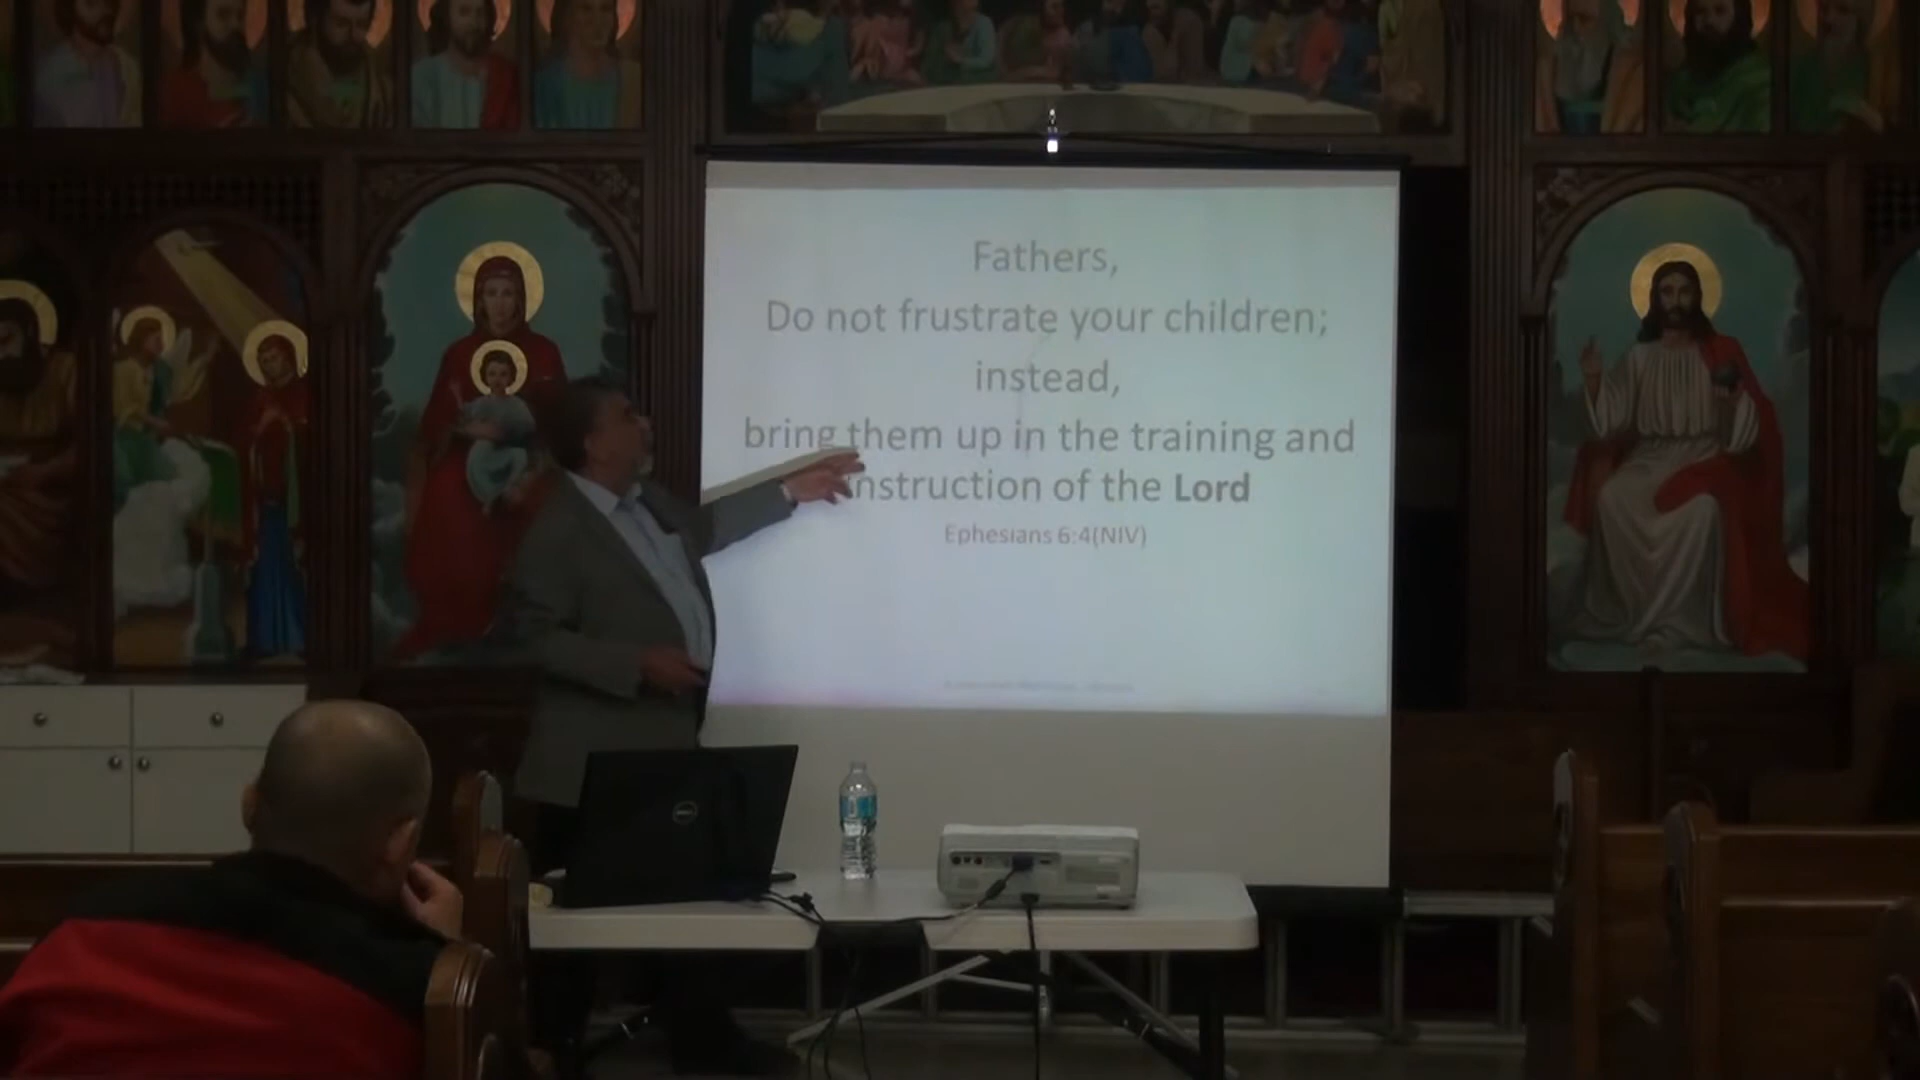 Fathers,
Do not frustrate your children;
instead,
bring them up in the training and
instruction of the Lord
Ephesians 6:4(NIV)
DELL